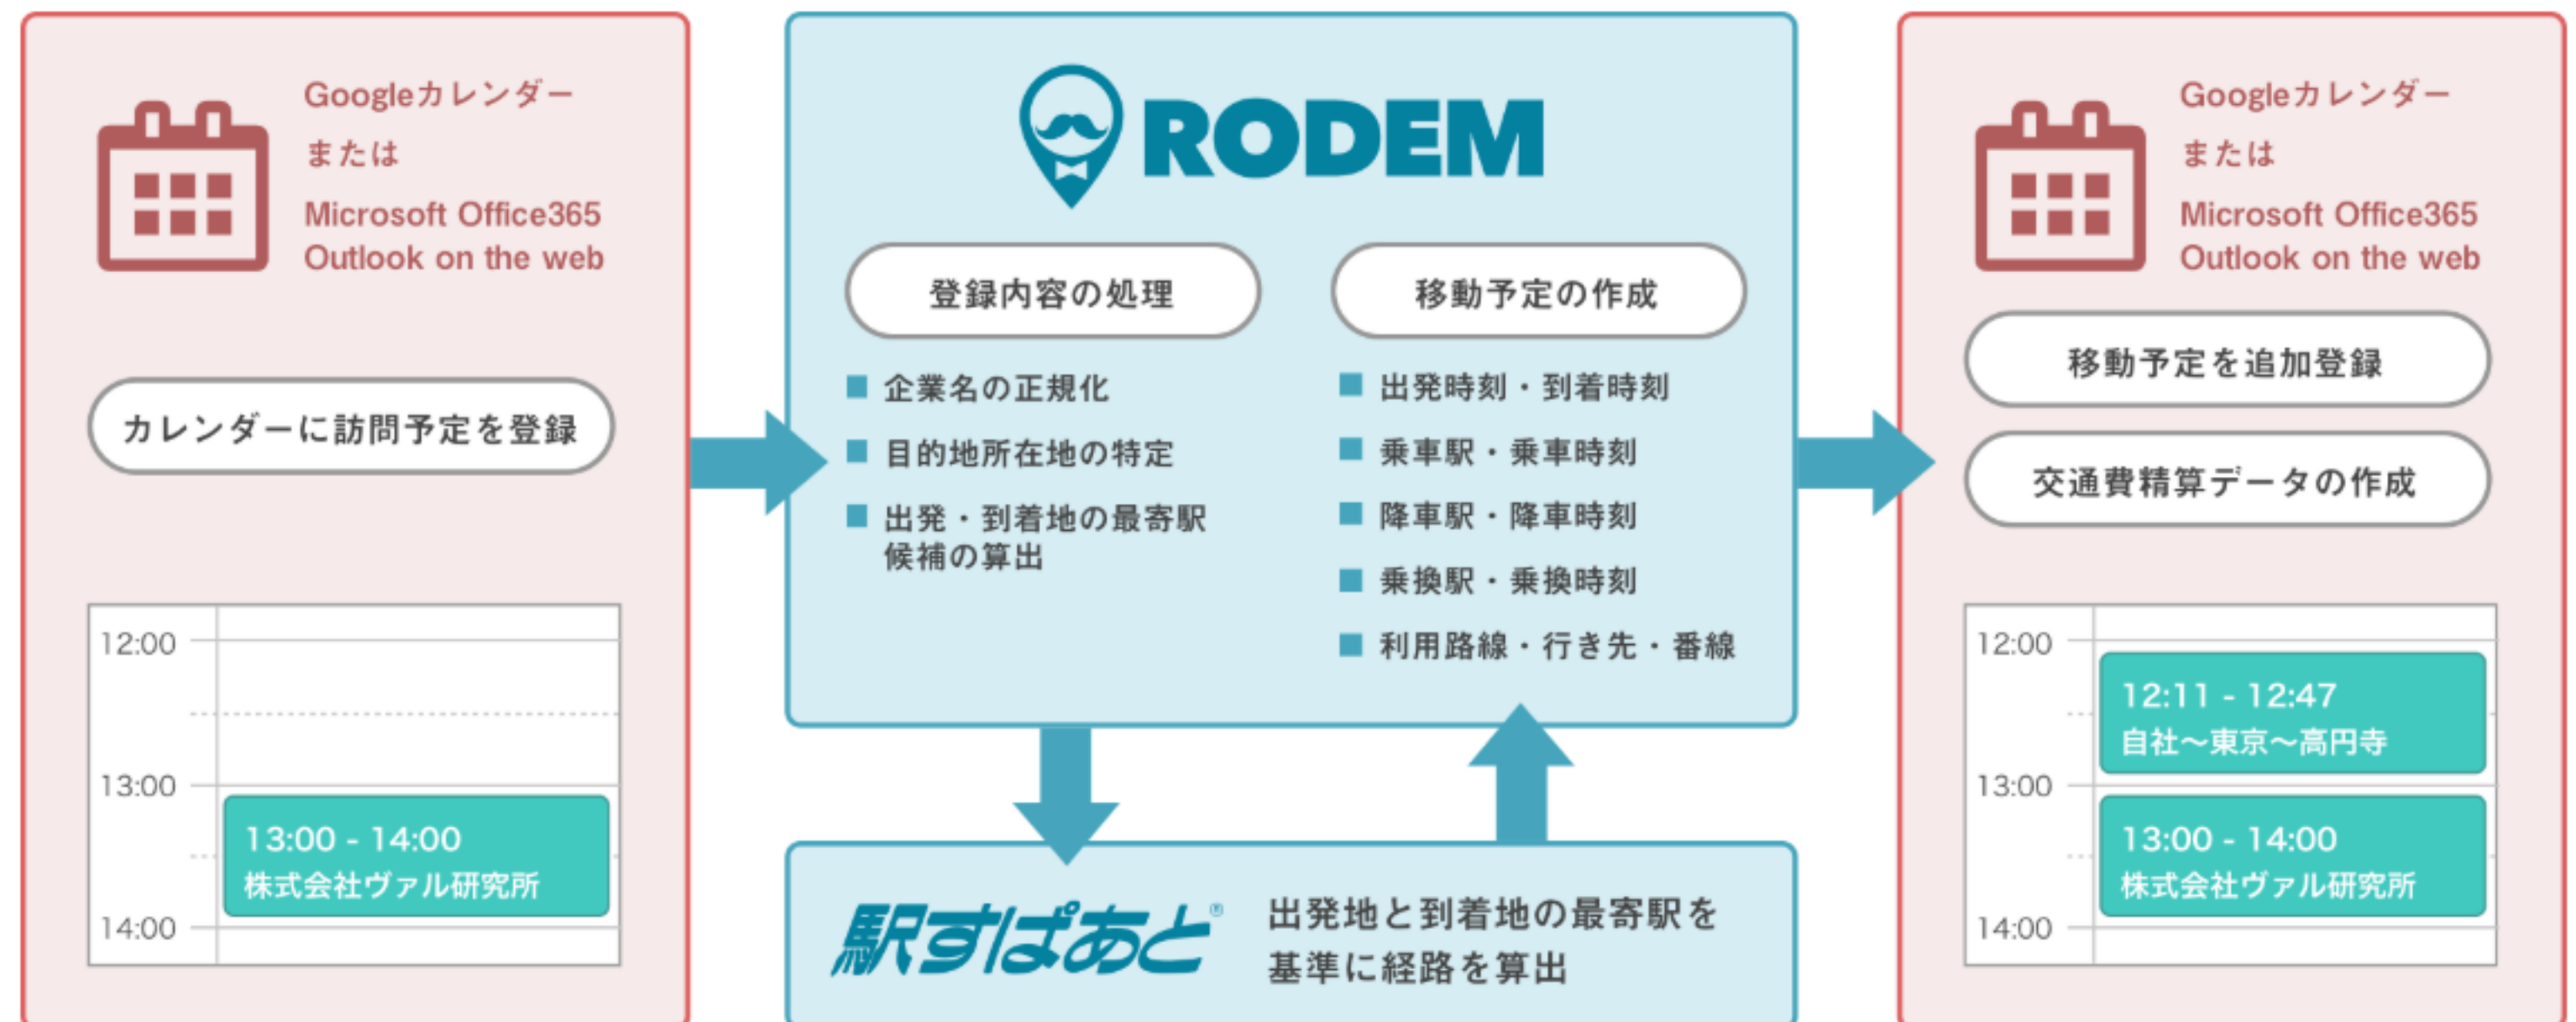 Googleカレンダー
または
Microsoft Office365
Outlook on the web
カレンダーに訪問予定を登録
12:00
13:00
13:00 - 14:00
株式会社ヴァル研究所
14:00
RODEM
登録内容の処理
企業名の正規化
目的地所在地の特定
出発・到着地の最寄駅
候補の算出
移動予定の作成
出発時刻・到着時刻
乗車駅・乗車時刻
降車駅・降車時刻
乗換駅・乗換時刻
利用路線・行き先・番線
駅すぱあと®
出発地と到着地の最寄駅を
基準に経路を算出
Googleカレンダー
または
Microsoft Office365
Outlook on the web
移動予定を追加登録
交通費精算データの作成
12:00
12:11 - 12:47
自社～東京～高円寺
13:00
13:00 - 14:00
株式会社ヴァル研究所
14:00